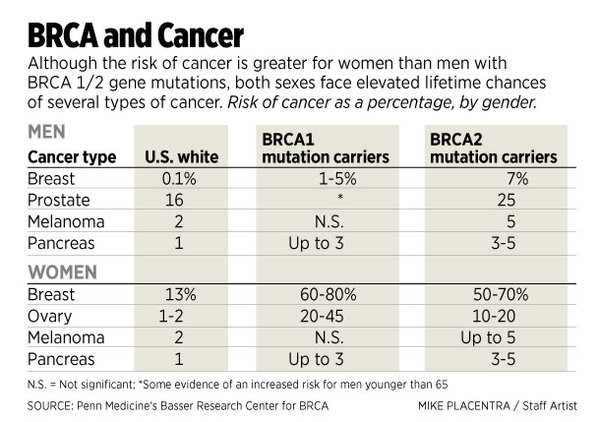 BRCA and Cancer
Although the risk of cancer is greater for women than men with
BRCA 1/2 gene mutations, both sexes face elevated lifetime chances
of several types of cancer. Risk of cancer as a percentage, by gender.
MEN
Cancer type U.S. white BRCA1 mutation carriers BRCA2 mutation carriers
Breast 0.1% 1-5% 7%
Prostate 16 * 25
Melanoma 2 N.S. 5
Pancreas 1 Up to 3 3-5
WOMEN
Breast 13% 60-80% 50-70%
Ovary 1-2 20-45 10-20
Melanoma 2 N.S. Up to 5
Pancreas 1 Up to 3 3-5
N.S. = Not significant; *Some evidence of an increased risk for men younger than 65
SOURCE: Penn Medicine's Basser Research Center for BRCA MIKE PLACENTRA / Staff Artist